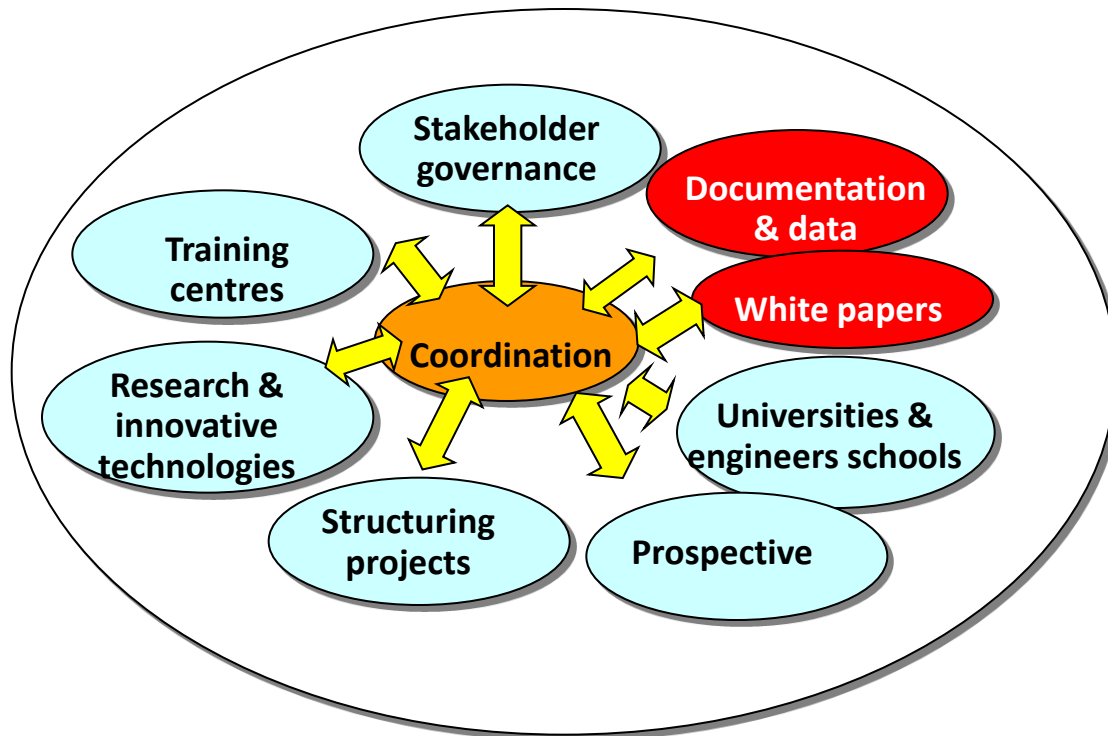 Stakeholder
governance
Documentation
& data
Training
centres
White papers
Coordination
Research &
innovative
technologies
Universities &
engineers schools
Structuring
projects
Prospective